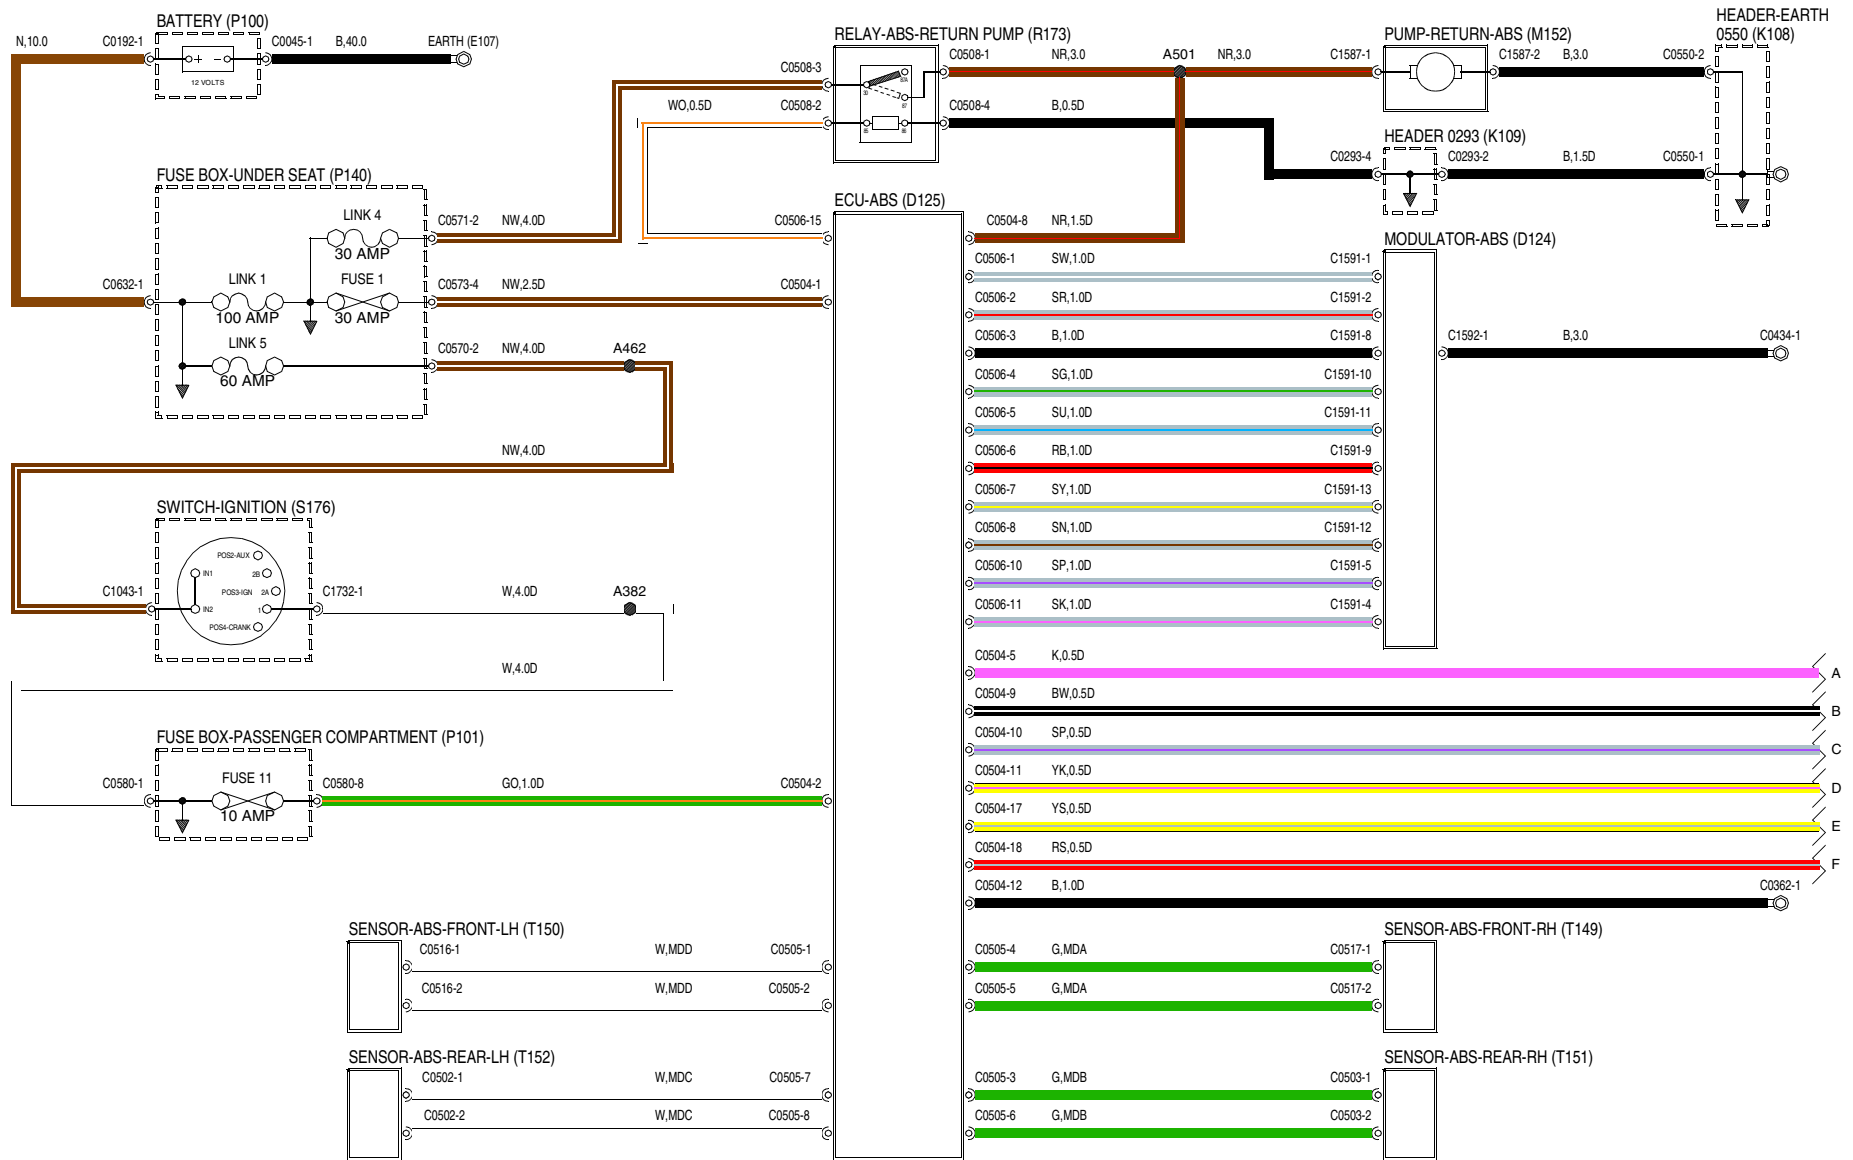 BATTERY (P100)
N,10.0
C0192-1
C0045-1
B,40.0
EARTH (E107)
+
-
12 VOLTS
RELAY-ABS-RETURN PUMP (R173)
C0508-3
C0508-1
NR,3.0
A501
NR,3.0
C1587-1
87A
30
87
WO,0.5D
C0508-2
C0508-4
B,0.5D
85
86
PUMP-RETURN-ABS (M152)
C1587-2
B,3.0
C0550-2
HEADER-EARTH
0550 (K108)
HEADER 0293 (K109)
C0293-4
C0293-2
B,1.5D
C0550-1
FUSE BOX-UNDER SEAT (P140)
LINK 4
30 AMP
C0571-2
NW,4.0D
C0632-1
LINK 1
100 AMP
FUSE 1
30 AMP
C0573-4
NW,2.5D
C0504-1
LINK 5
60 AMP
C0570-2
NW,4.0D
A462
NW,4.0D
ECU-ABS (D125)
C0506-15
C0504-8
NR,1.5D
MODULATOR-ABS (D124)
C0506-1
SW,1.0D
C1591-1
C0506-2
SR,1.0D
C1591-2
C0506-3
B,1.0D
C1591-8
C1592-1
B,3.0
C0434-1
C0506-4
SG,1.0D
C1591-10
C0506-5
SU,1.0D
C1591-11
C0506-6
RB,1.0D
C1591-9
C0506-7
SY,1.0D
C1591-13
C0506-8
SN,1.0D
C1591-12
C0506-10
SP,1.0D
C1591-5
C0506-11
SK,1.0D
C1591-4
SWITCH-IGNITION (S176)
POS2-AUX
IN1
2B
POS3-IGN
2A
IN2
1
POS4-CRANK
C1043-1
C1732-1
W,4.0D
A382
W,4.0D
C0504-5
K,0.5D
A
C0504-9
BW,0.5D
B
C0504-10
SP,0.5D
C
C0504-11
YK,0.5D
D
C0504-17
YS,0.5D
E
C0504-18
RS,0.5D
F
C0504-12
B,1.0D
C0362-1
FUSE BOX-PASSENGER COMPARTMENT (P101)
C0580-1
FUSE 11
10 AMP
C0580-8
GO,1.0D
C0504-2
SENSOR-ABS-FRONT-LH (T150)
C0516-1
W,MDD
C0505-1
C0516-2
W,MDD
C0505-2
SENSOR-ABS-FRONT-RH (T149)
C0505-4
G,MDA
C0517-1
C0505-5
G,MDA
C0517-2
SENSOR-ABS-REAR-LH (T152)
C0502-1
W,MDC
C0505-7
C0502-2
W,MDC
C0505-8
SENSOR-ABS-REAR-RH (T151)
C0505-3
G,MDB
C0503-1
C0505-6
G,MDB
C0503-2